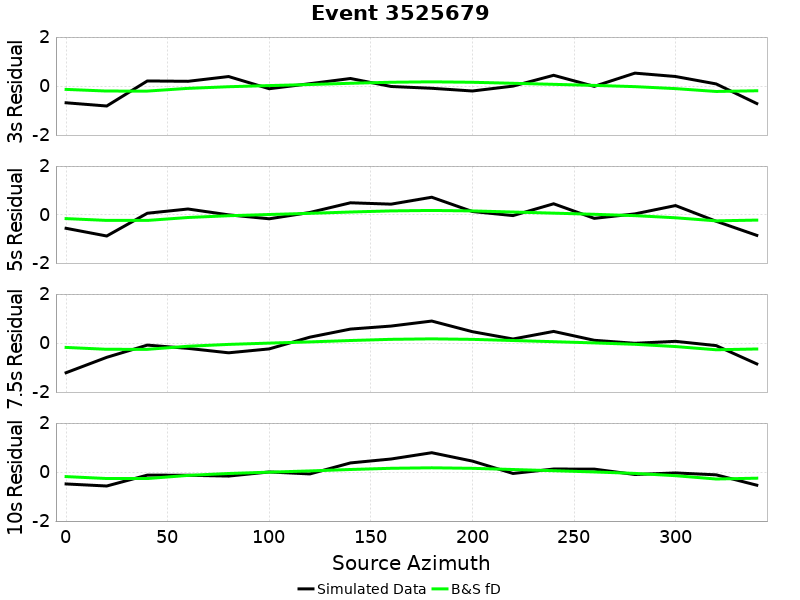 Event 3525679
3s Residual
2
0
-2
5s Residual
2
0
-2
7.5s Residual
2
0
-2
10s Residual
2
0
-2
0 50 100 150 200 250 300
Source Azimuth
Simulated Data B&S fD